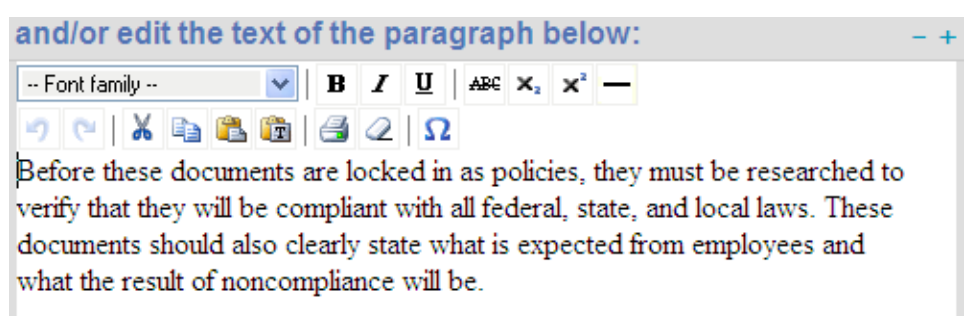 and/or edit the text of the paragraph below: - +
-- Font family -- B I U ABC x₂ x² —
T Ω
Before these documents are locked in as policies, they must be researched to
verify that they will be compliant with all federal, state, and local laws. These
documents should also clearly state what is expected from employees and
what the result of noncompliance will be.